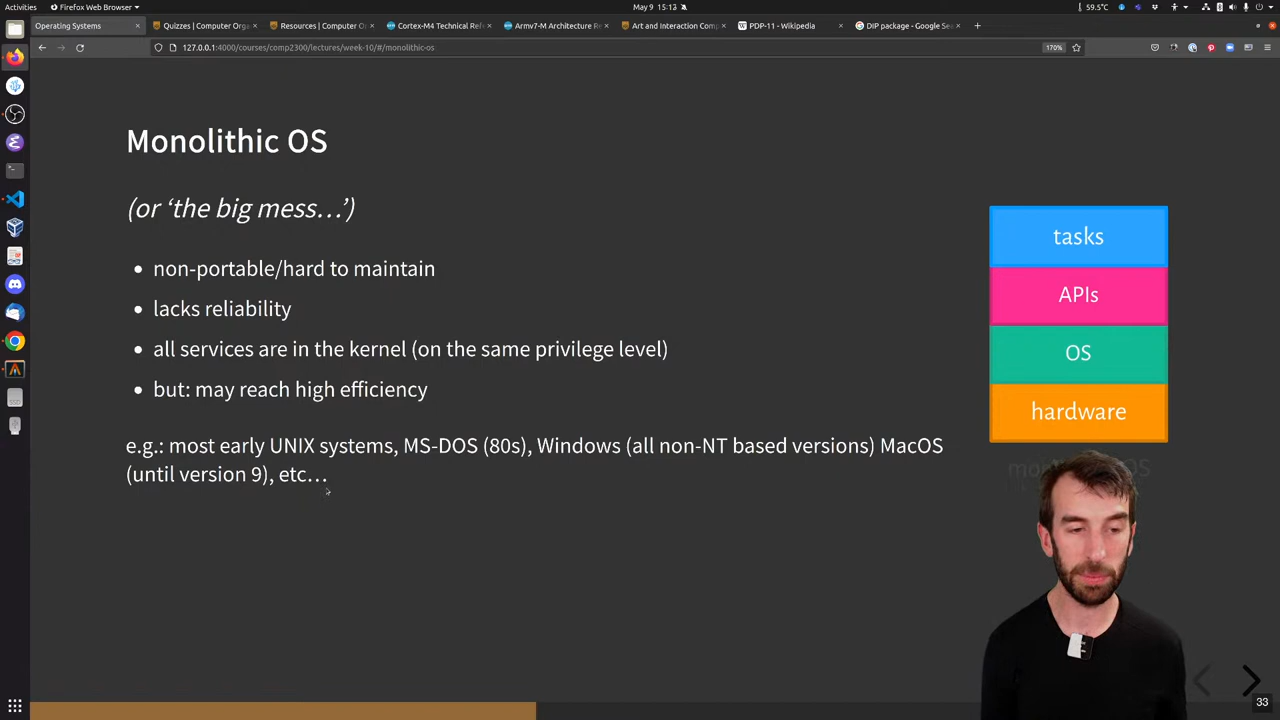 Activities
Firefox Web Browser
May 9 15:13
59.5°C
Operating Systems
Quizzes | Computer Orga
Resources | Computer O
Cortex-M4 Technical Ref
Armv7-M Architecture Re
Art and Interaction Comp
PDP-11 - Wikipedia
DIP package - Google Sea
127.0.0.1:4000/courses/comp2300/lectures/week-10/#/monolithic-os
170%
Monolithic OS
(or ‘the big mess…’)
• non-portable/hard to maintain
• lacks reliability
• all services are in the kernel (on the same privilege level)
• but: may reach high efficiency
e.g.: most early UNIX systems, MS-DOS (80s), Windows (all non-NT based versions) MacOS
(until version 9), etc…
tasks
APIs
OS
hardware
33